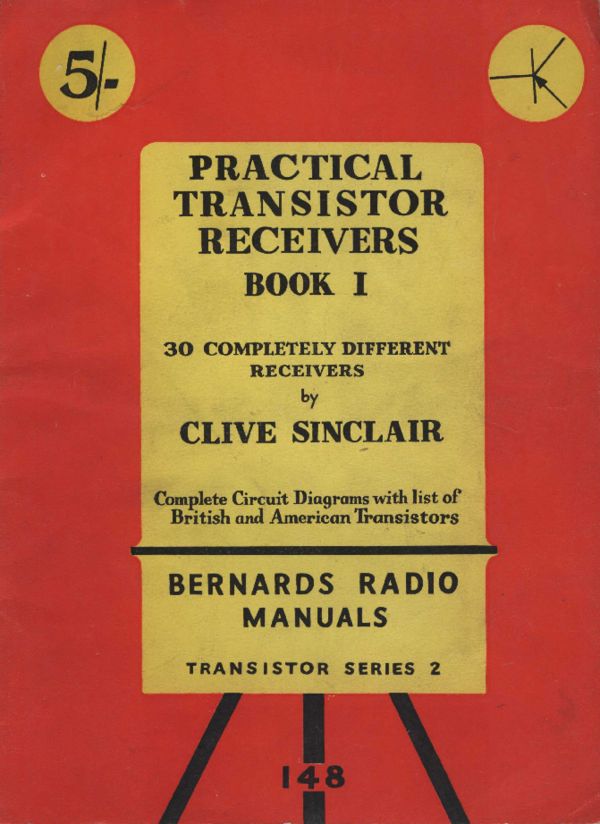 5/-
PRACTICAL
TRANSISTOR
RECEIVERS
BOOK I
30 COMPLETELY DIFFERENT
RECEIVERS
by
CLIVE SINCLAIR
Complete Circuit Diagrams with list of
British and American Transistors
BERNARDS RADIO
MANUALS
TRANSISTOR SERIES 2
148